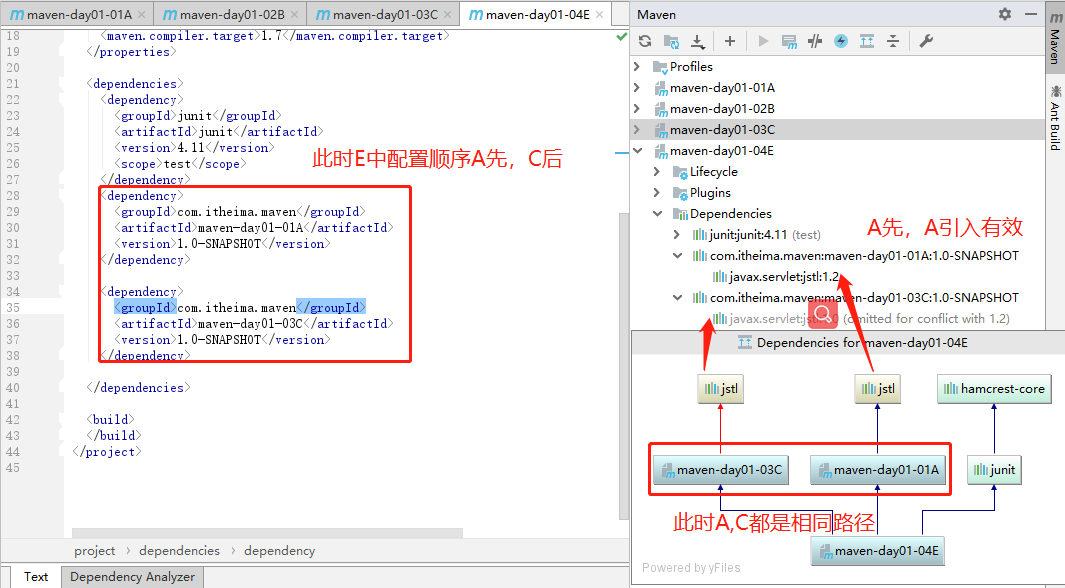 maven-day01-01A
maven-day01-02B
maven-day01-03C
maven-day01-04E
18 <maven.compiler.target>1.7</maven.compiler.target>
19 </properties>
20
21 <dependencies>
22 <dependency>
23 <groupId>junit</groupId>
24 <artifactId>junit</artifactId>
25 <version>4.11</version>
26 <scope>test</scope>
27 </dependency>
28 <dependency>
29 <groupId>com.itheima.maven</groupId>
30 <artifactId>maven-day01-01A</artifactId>
31 <version>1.0-SNAPSHOT</version>
32 </dependency>
33
34 <dependency>
35 <groupId>com.itheima.maven</groupId>
36 <artifactId>maven-day01-03C</artifactId>
37 <version>1.0-SNAPSHOT</version>
38 </dependency>
39
40 </dependencies>
41
42 <build>
43 </build>
44 </project>
45
此时E中配置顺序A先，C后
project › dependencies › dependency
Text
Dependency Analyzer
Maven
Profiles
maven-day01-01A
maven-day01-02B
maven-day01-03C
maven-day01-04E
Lifecycle
Plugins
Dependencies
junit:junit:4.11 (test)
A先，A引入有效
com.itheima.maven:maven-day01-01A:1.0-SNAPSHOT
javax.servlet:jstl:1.2
com.itheima.maven:maven-day01-03C:1.0-SNAPSHOT
javax.servlet:jstl (omitted for conflict with 1.2)
Maven
Ant Build
Dependencies for maven-day01-04E
jstl
jstl
hamcrest-core
maven-day01-03C
maven-day01-01A
junit
此时A,C都是相同路径
maven-day01-04E
Powered by yFiles